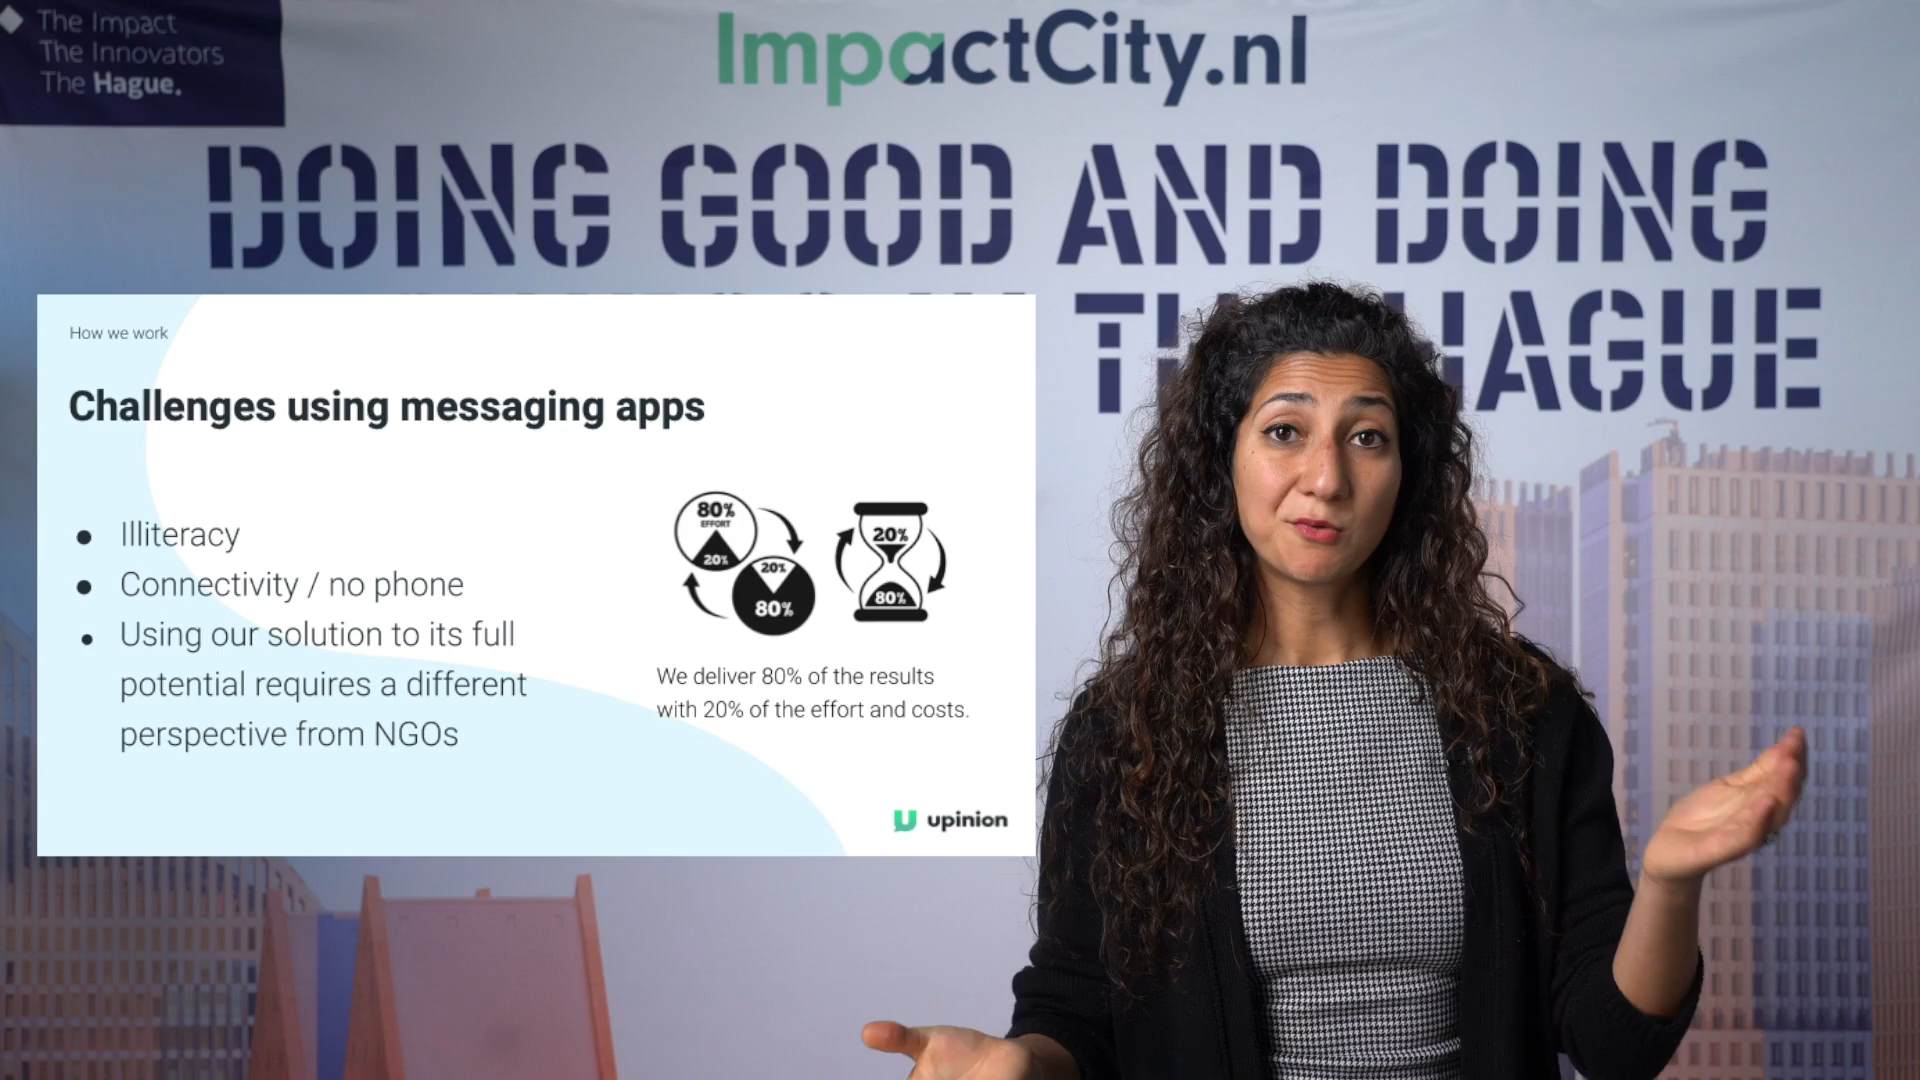 The Impact
The Innovators
The Hague.
ImpactCity.nl
DOING GOOD AND DOING
HAGUE
How we work
Challenges using messaging apps
● Illiteracy
● Connectivity / no phone
● Using our solution to its full
potential requires a different
perspective from NGOs
80%
EFFORT
20%
20%
80%
20%
80%
We deliver 80% of the results
with 20% of the effort and costs.
upinion